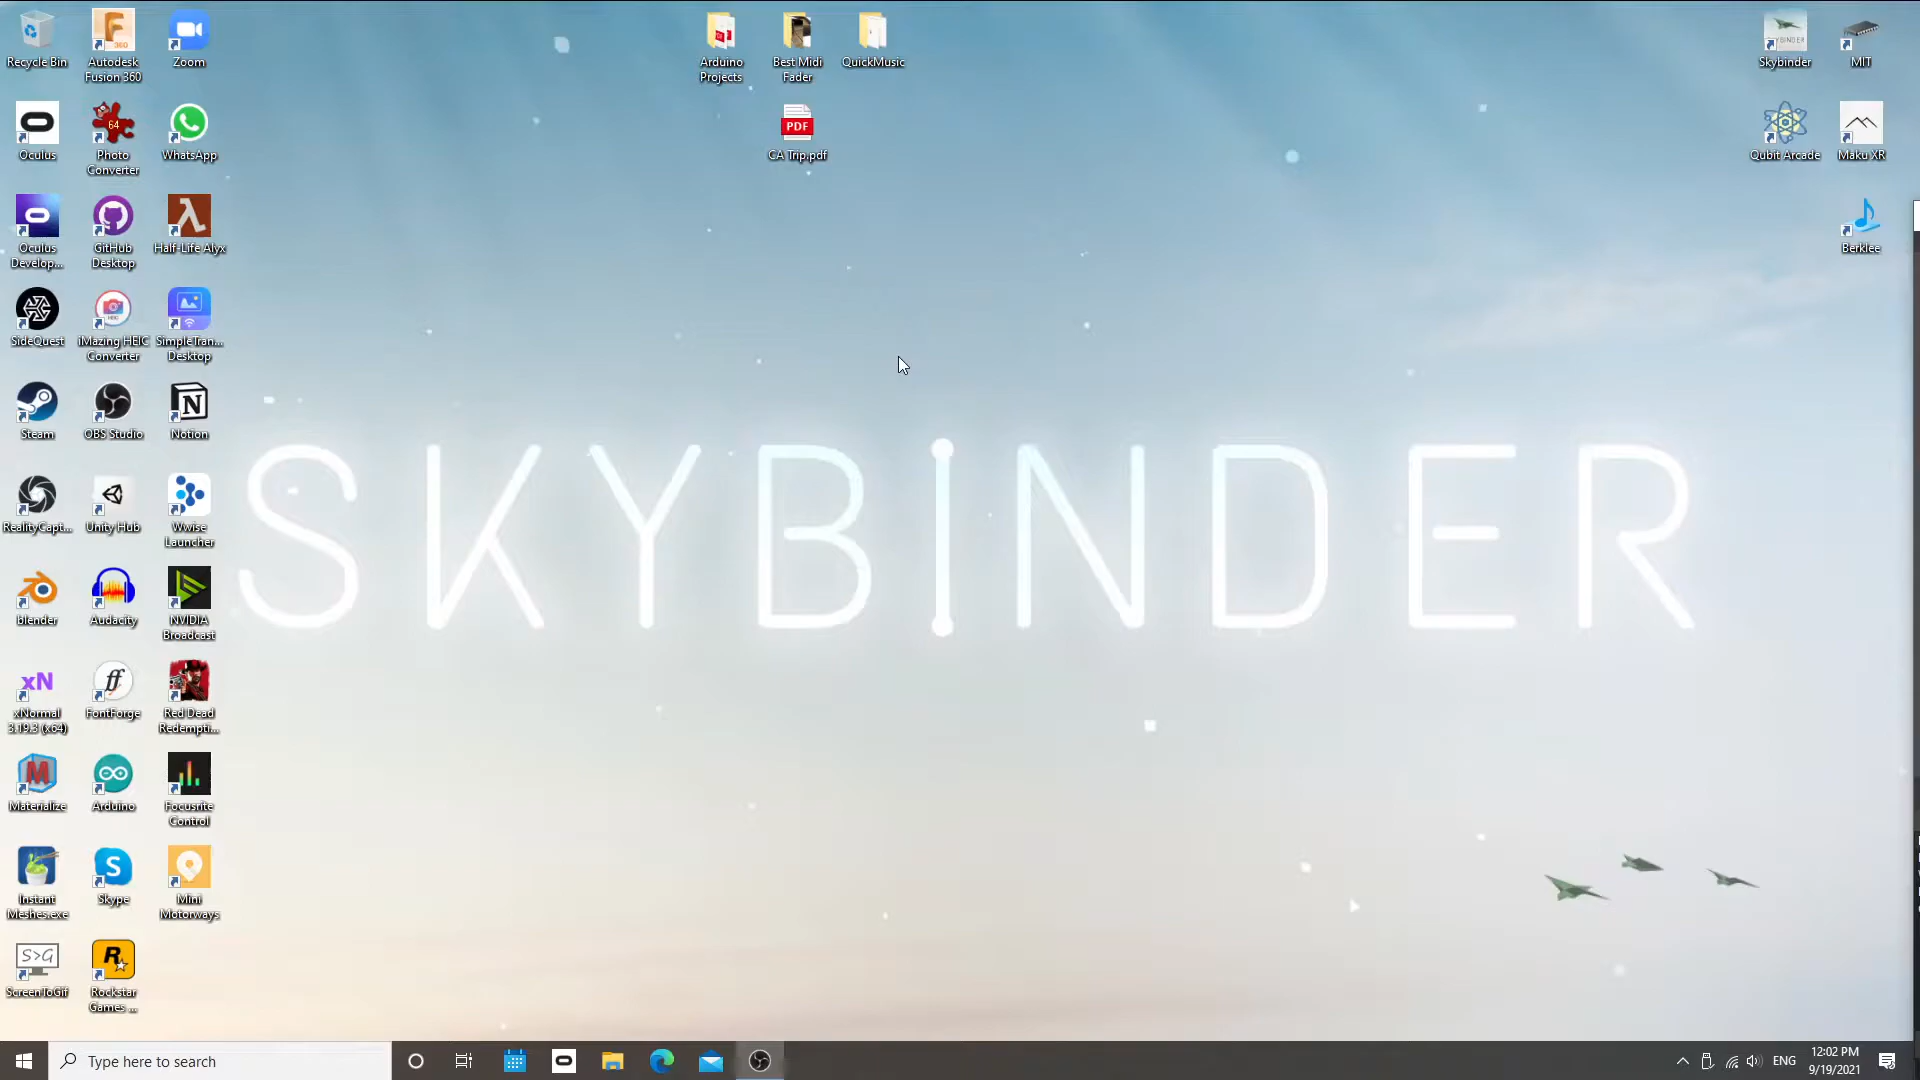 Recycle Bin
Autodesk
Fusion 360
Zoom
Oculus
Photo
Converter
WhatsApp
Oculus
Develop...
GitHub
Desktop
Half-Life Alyx
SideQuest
iMazing HEIC
Converter
SimpleTran...
Desktop
Steam
OBS Studio
Notion
RealityCapt...
Unity Hub
Wwise
Launcher
blender
Audacity
NVIDIA
Broadcast
xNormal
3.19.3 (x64)
FontForge
Red Dead
Redempti...
Materialize
Arduino
Focusrite
Control
Instant
Meshes.exe
Skype
Mini
Motorways
ScreenToGif
Rockstar
Games ...
Arduino
Projects
Best Midi
Fader
QuickMusic
PDF
CA Trip.pdf
Skybinder
MIT
Qubit Arcade
Maku XR
Berklee
SKYBINDER
360
64
HEIC
N
xN
ff
M
S
S>G
R
Type here to search
ENG
12:02 PM
9/19/2021